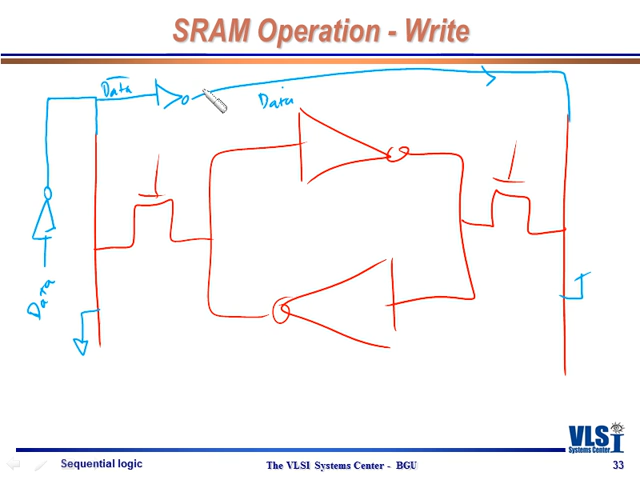 SRAM Operation - Write
Data
Data
Data
VLSI
Systems Center
Sequential logic
The VLSI Systems Center - BGU
33